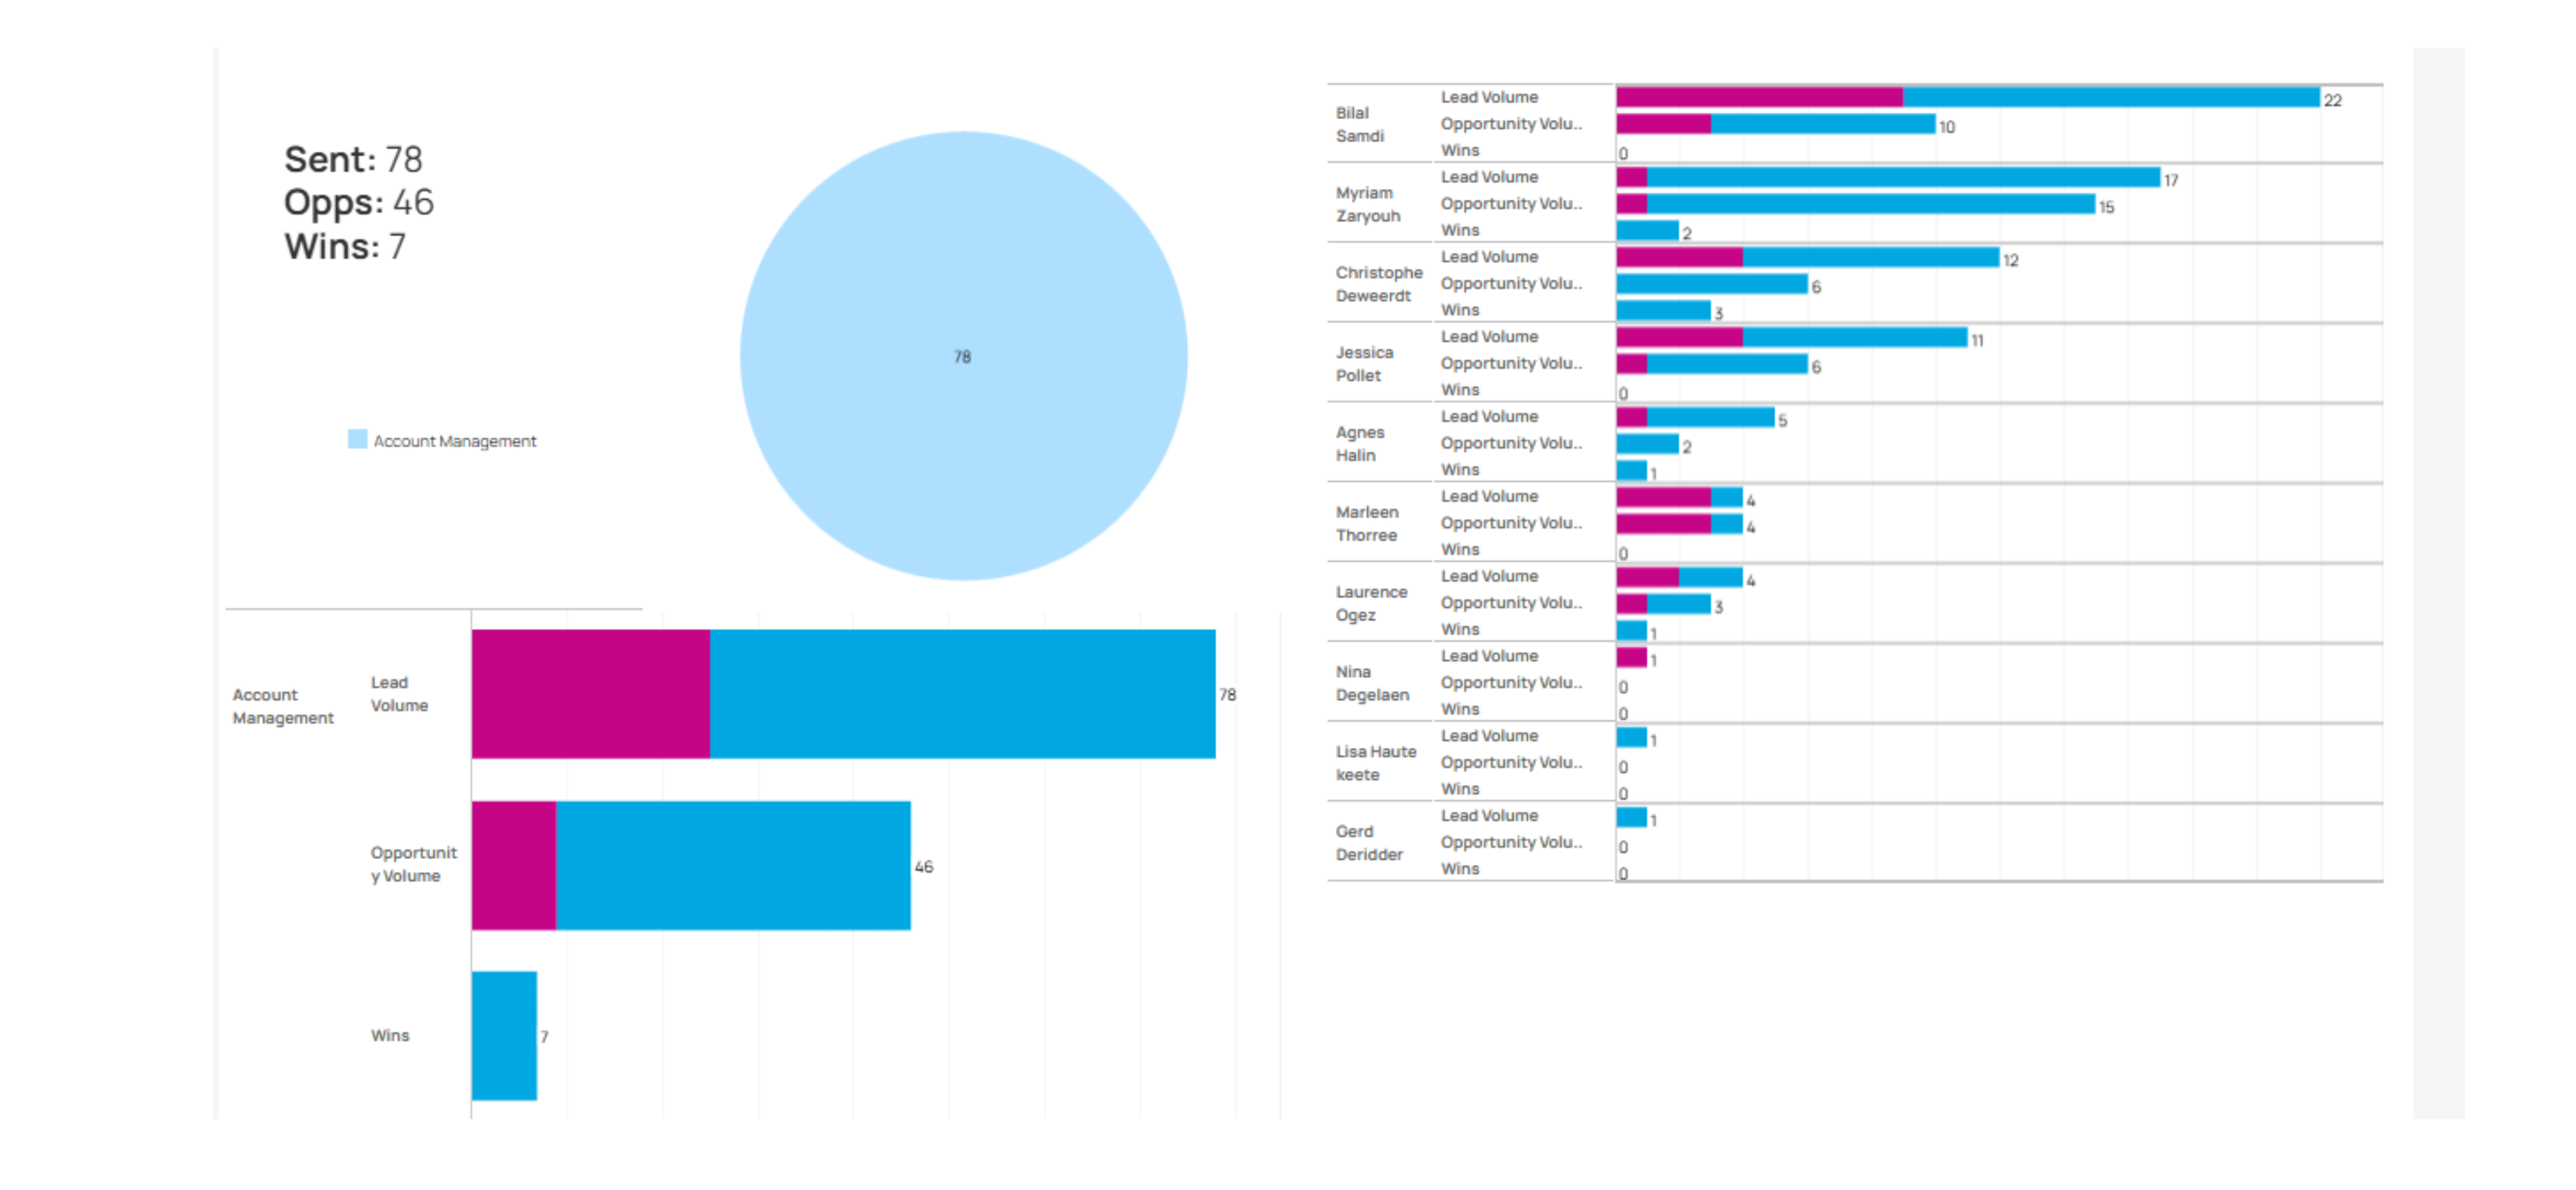 Sent: 78
Opps: 46
Wins: 7
78
Account Management
Account
Management
Lead
Volume
78
Opportunit
y Volume
46
Wins
7
Bilal
Samdi
Lead Volume
22
Opportunity Volu..
10
Wins
0
Myriam
Zaryouh
Lead Volume
17
Opportunity Volu..
15
Wins
2
Christophe
Deweerdt
Lead Volume
12
Opportunity Volu..
6
Wins
3
Jessica
Pollet
Lead Volume
11
Opportunity Volu..
6
Wins
0
Agnes
Halin
Lead Volume
5
Opportunity Volu..
2
Wins
1
Marleen
Thorree
Lead Volume
4
Opportunity Volu..
4
Wins
0
Laurence
Ogez
Lead Volume
4
Opportunity Volu..
3
Wins
1
Nina
Degelaen
Lead Volume
1
Opportunity Volu..
0
Wins
0
Lisa Haute
keete
Lead Volume
1
Opportunity Volu..
0
Wins
0
Gerd
Deridder
Lead Volume
1
Opportunity Volu..
0
Wins
0